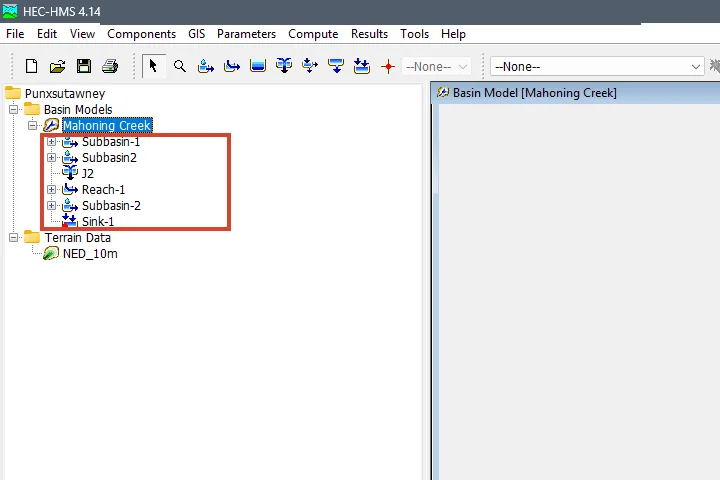 HEC-HMS 4.14
File Edit View Components GIS Parameters Compute Results Tools Help
--None-- --None--
Punxsutawney
Basin Models
Mahoning Creek
Subbasin-1
Subbasin2
J2
Reach-1
Subbasin-2
Sink-1
Terrain Data
NED_10m
Basin Model [Mahoning Creek]